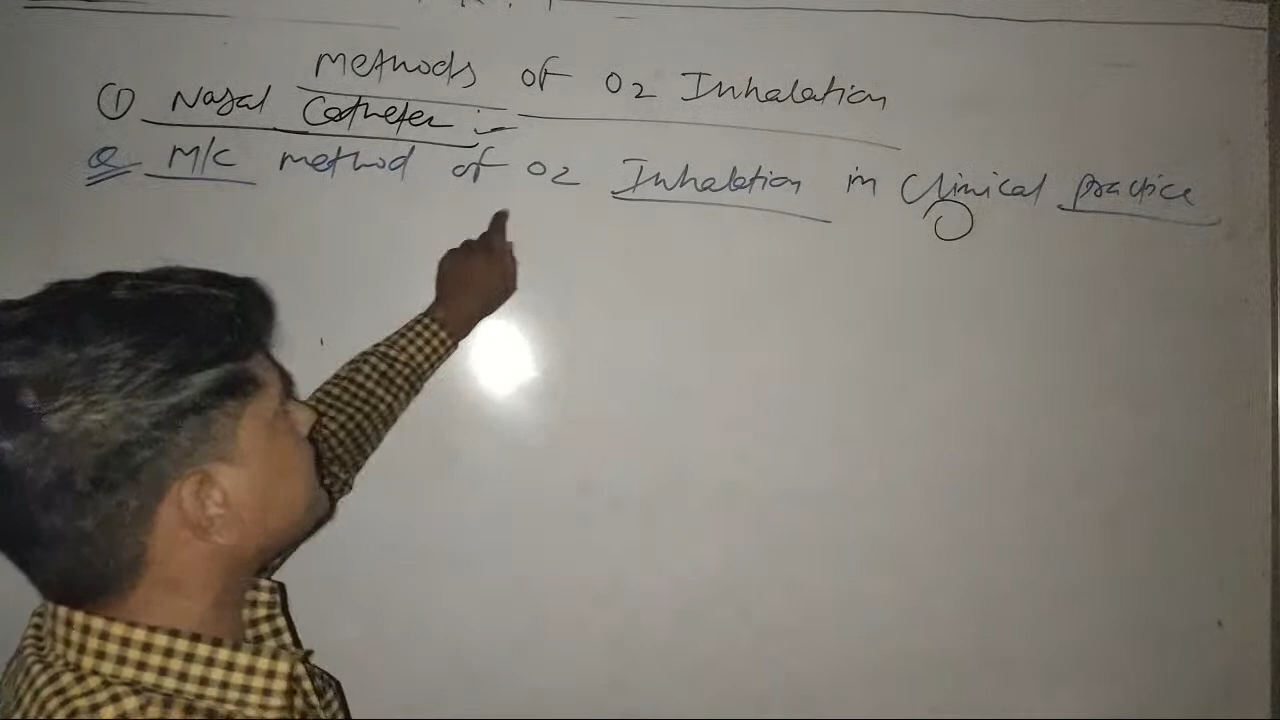 Methods of O2 Inhalation
① Nasal Catheter :-
Q M/C method of O2 Inhalation in Clinical practice